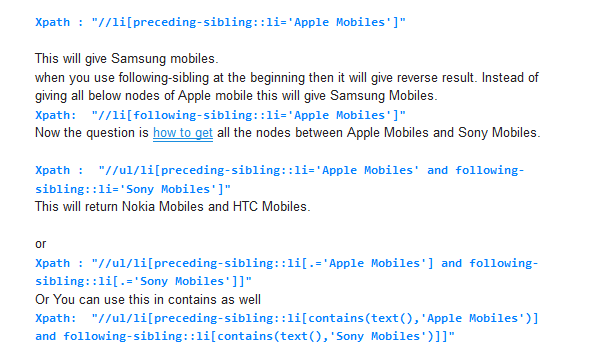 Xpath : "//li[preceding-sibling::li='Apple Mobiles']"
This will give Samsung mobiles.
when you use following-sibling at the beginning then it will give reverse result. Instead of
giving all below nodes of Apple mobile this will give Samsung Mobiles.
Xpath:  "//li[following-sibling::li='Apple Mobiles']"
Now the question is how to get all the nodes between Apple Mobiles and Sony Mobiles.
Xpath :  "//ul/li[preceding-sibling::li='Apple Mobiles' and following-
sibling::li='Sony Mobiles']"
This will return Nokia Mobiles and HTC Mobiles.
or
Xpath : "//ul/li[preceding-sibling::li[.='Apple Mobiles'] and following-
sibling::li[.='Sony Mobiles']]"
Or You can use this in contains as well
Xpath:  "//ul/li[preceding-sibling::li[contains(text(),'Apple Mobiles')]
and following-sibling::li[contains(text(),'Sony Mobiles')]]"